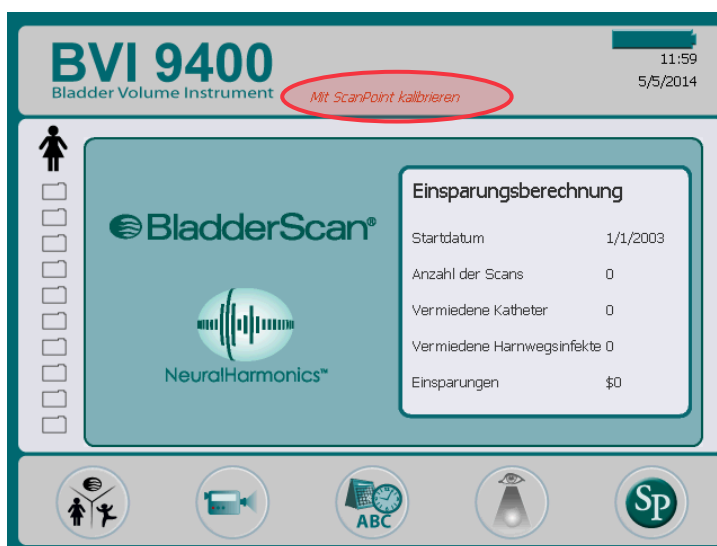 BVI 9400
Bladder Volume Instrument
Mit ScanPoint kalibrieren
11:59
5/5/2014
BladderScan®
NeuralHarmonics™
Einsparungsberechnung
Startdatum 1/1/2003
Anzahl der Scans 0
Vermiedene Katheter 0
Vermiedene Harnwegsinfekte 0
Einsparungen $0
ABC
Sp